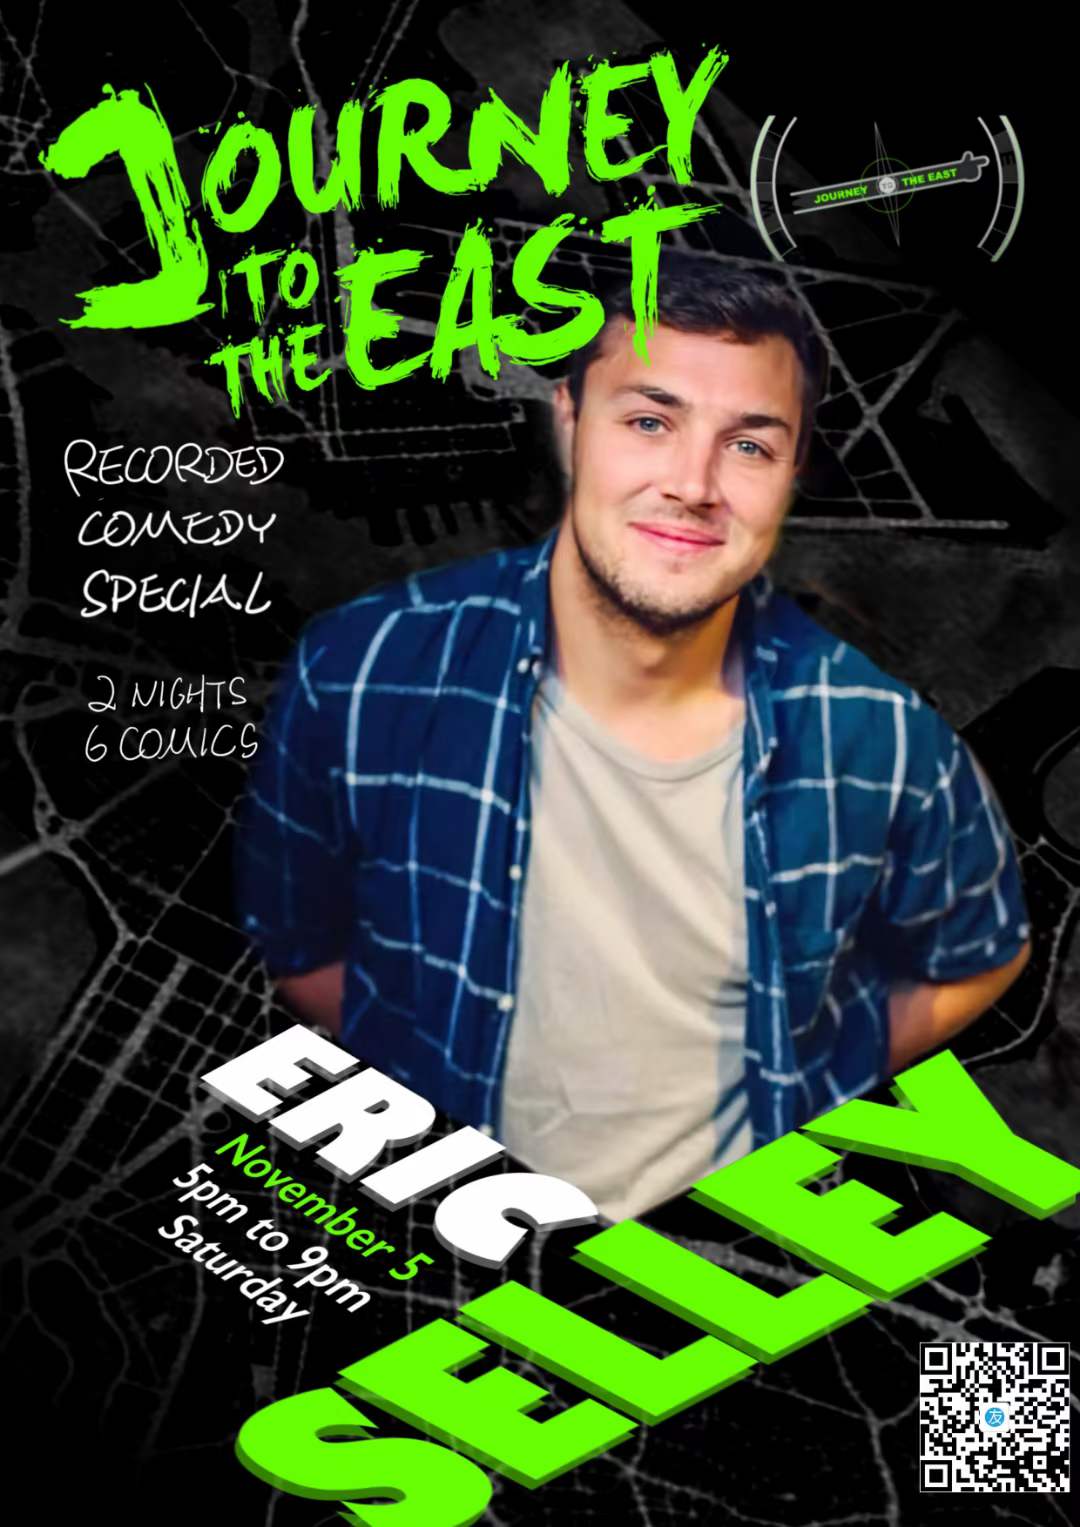 JOURNEY
TO
THE EAST
JOURNEY TO THE EAST
RECORDED
COMEDY
SPECIAL
2 NIGHTS
6 COMICS
ERIC
November 5
5pm to 9pm
Saturday
SELLEY
友